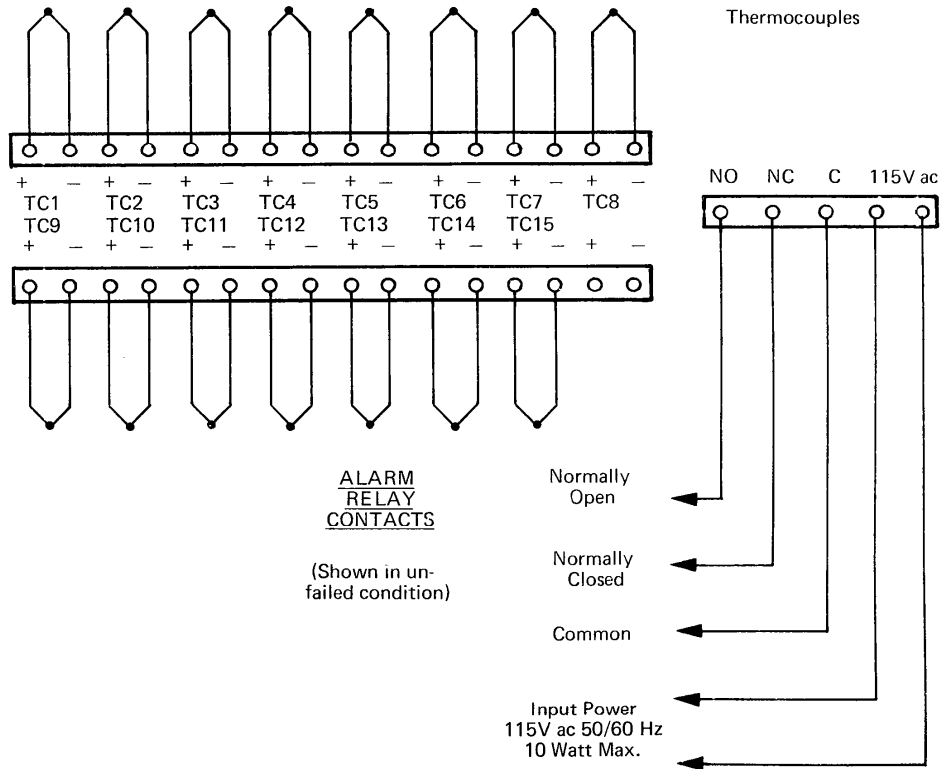 Thermocouples
+ – + – + – + – + – + – + – + –
TC1 TC2 TC3 TC4 TC5 TC6 TC7 TC8
TC9 TC10 TC11 TC12 TC13 TC14 TC15
+ – + – + – + – + – + – + – + –
NO NC C 115V ac
ALARM
RELAY
CONTACTS
(Shown in un-
failed condition)
Normally
Open
Normally
Closed
Common
Input Power
115V ac 50/60 Hz
10 Watt Max.